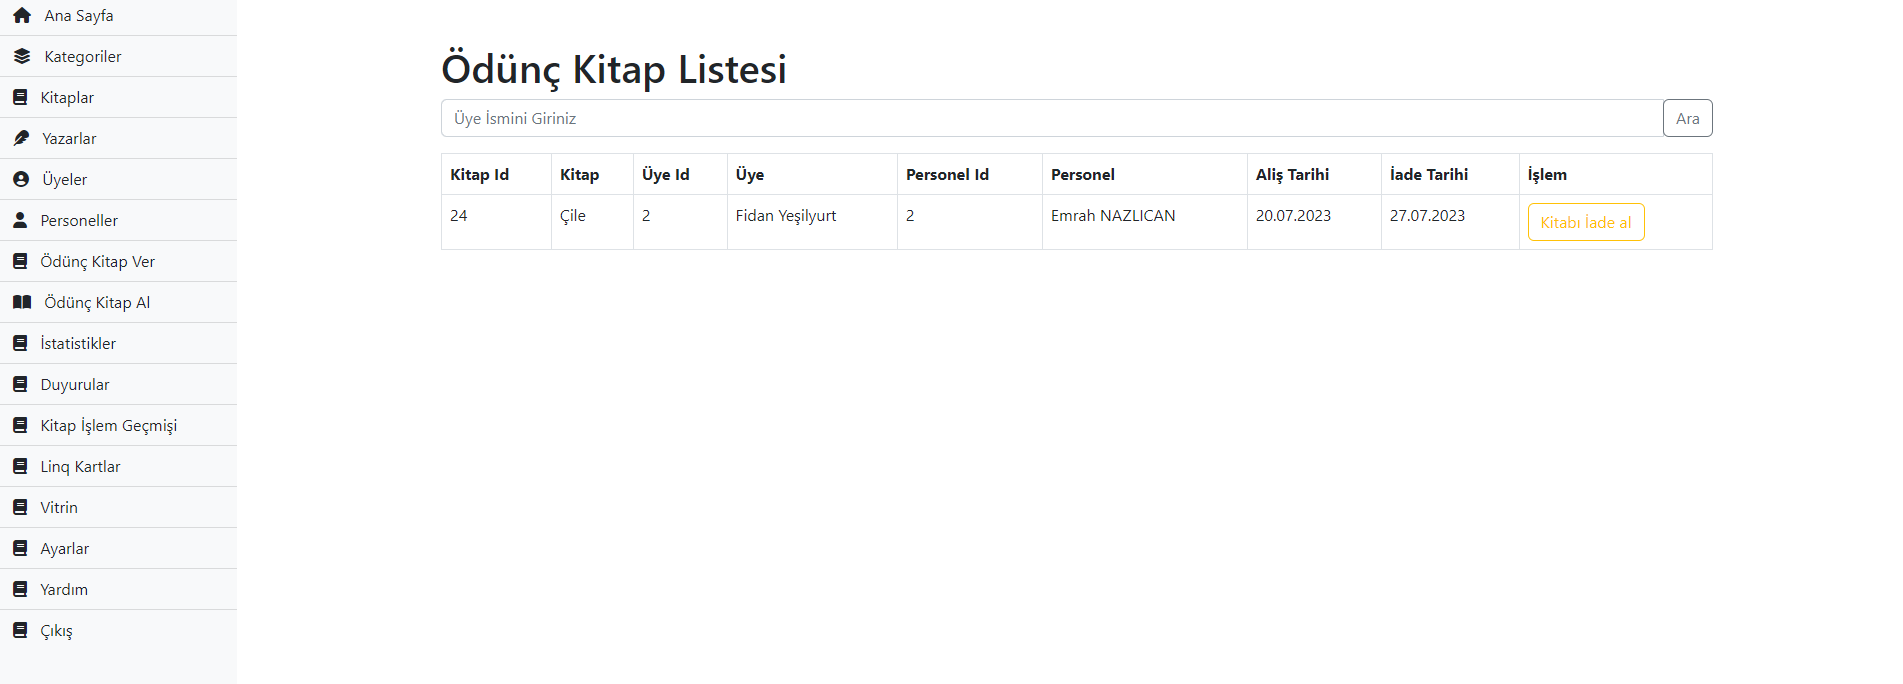 Ana Sayfa
Kategoriler
Kitaplar
Yazarlar
Üyeler
Personeller
Ödünç Kitap Ver
Ödünç Kitap Al
İstatistikler
Duyurular
Kitap İşlem Geçmişi
Linq Kartlar
Vitrin
Ayarlar
Yardım
Çıkış
Ödünç Kitap Listesi
Üye İsmini Giriniz Ara
Kitap Id Kitap Üye Id Üye Personel Id Personel Aliş Tarihi İade Tarihi İşlem
24 Çile 2 Fidan Yeşilyurt 2 Emrah NAZLICAN 20.07.2023 27.07.2023 Kitabı İade al